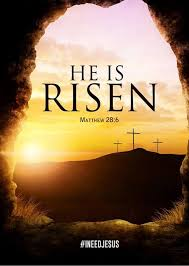 HE IS
RISEN
MATTHEW 28:6
#INEEDJESUS